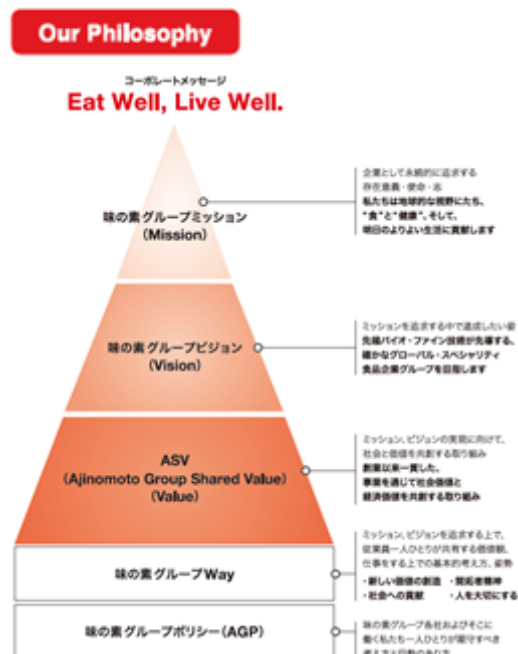 Our Philosophy
コーポレートメッセージ
Eat Well, Live Well.
味の素グループミッション
(Mission)
企業として永続的に追求する
存在意義・使命・志
私たちは地球的な視野にたち、
“食”と“健康”、そして、
明日のよりよい生活に貢献します
味の素グループビジョン
(Vision)
ミッションを追求する中で達成したい姿
先端バイオ・ファイン技術が先導する、
確かなグローバル・スペシャリティ
食品企業グループを目指します
ASV
(Ajinomoto Group Shared Value)
(Value)
ミッション、ビジョンの実現に向けて、
社会と価値を共創する取り組み
創業以来一貫した、
事業を通じて社会価値と
経済価値を共創する取り組み
味の素グループWay
ミッション、ビジョンを追求する上で、
従業員一人ひとりが共有する価値観、
仕事をする上での基本的考え方、姿勢
・新しい価値の創造 ・開拓者精神
・社会への貢献 ・人を大切にする
味の素グループポリシー(AGP)
味の素グループ各社およびそこに
働く私たち一人ひとりが順守すべき
考え方と行動のあり方